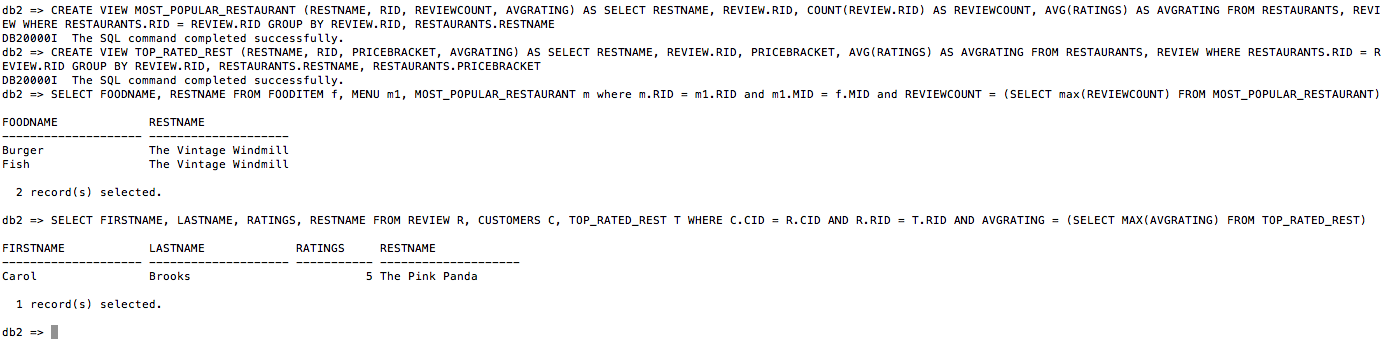 db2 => CREATE VIEW MOST_POPULAR_RESTAURANT (RESTNAME, RID, REVIEWCOUNT, AVGRATING) AS SELECT RESTNAME, REVIEW.RID, COUNT(REVIEW.RID) AS REVIEWCOUNT, AVG(RATINGS) AS AVGRATING FROM RESTAURANTS, REVI
EW WHERE RESTAURANTS.RID = REVIEW.RID GROUP BY REVIEW.RID, RESTAURANTS.RESTNAME
DB20000I  The SQL command completed successfully.
db2 => CREATE VIEW TOP_RATED_REST (RESTNAME, RID, PRICEBRACKET, AVGRATING) AS SELECT RESTNAME, REVIEW.RID, PRICEBRACKET, AVG(RATINGS) AS AVGRATING FROM RESTAURANTS, REVIEW WHERE RESTAURANTS.RID = R
EVIEW.RID GROUP BY REVIEW.RID, RESTAURANTS.RESTNAME, RESTAURANTS.PRICEBRACKET
DB20000I  The SQL command completed successfully.
db2 => SELECT FOODNAME, RESTNAME FROM FOODITEM f, MENU m1, MOST_POPULAR_RESTAURANT m where m.RID = m1.RID and m1.MID = f.MID and REVIEWCOUNT = (SELECT max(REVIEWCOUNT) FROM MOST_POPULAR_RESTAURANT)
FOODNAME             RESTNAME
-------------------- --------------------
Burger               The Vintage Windmill
Fish                 The Vintage Windmill
  2 record(s) selected.
db2 => SELECT FIRSTNAME, LASTNAME, RATINGS, RESTNAME FROM REVIEW R, CUSTOMERS C, TOP_RATED_REST T WHERE C.CID = R.CID AND R.RID = T.RID AND AVGRATING = (SELECT MAX(AVGRATING) FROM TOP_RATED_REST)
FIRSTNAME            LASTNAME             RATINGS     RESTNAME
-------------------- -------------------- ----------- --------------------
Carol                Brooks                         5 The Pink Panda
  1 record(s) selected.
db2 =>